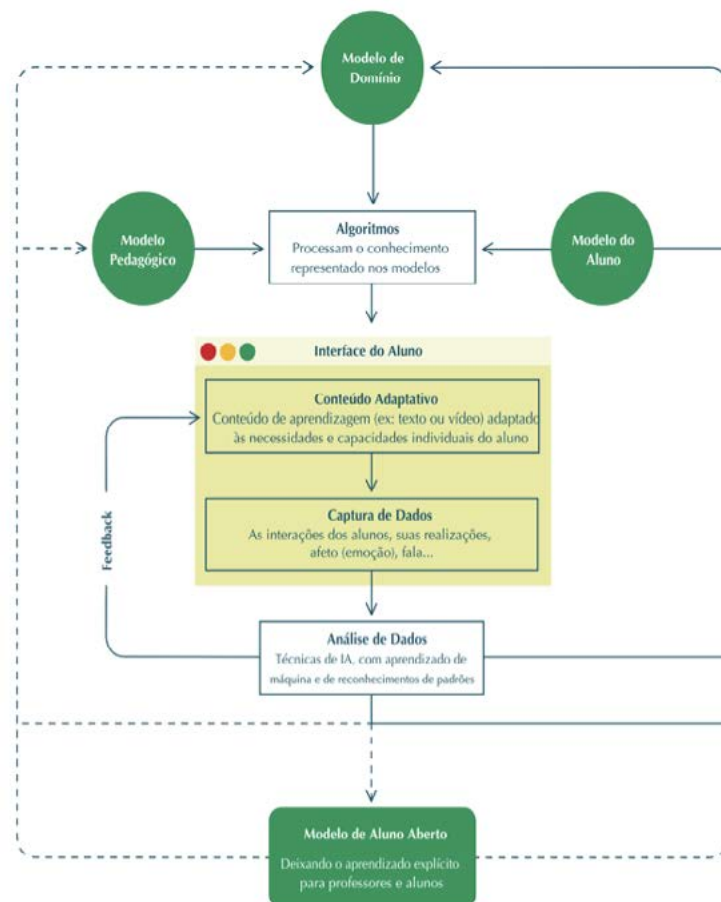 Modelo de
Domínio
Modelo
Pedagógico
Algoritmos
Processam o conhecimento
representado nos modelos
Modelo do
Aluno
Interface do Aluno
Conteúdo Adaptativo
Conteúdo de aprendizagem (ex: texto ou vídeo) adaptado
às necessidades e capacidades individuais do aluno
Captura de Dados
As interações dos alunos, suas realizações,
afeto (emoção), fala...
Feedback
Análise de Dados
Técnicas de IA, com aprendizado de
máquina e de reconhecimentos de padrões
Modelo de Aluno Aberto
Deixando o aprendizado explícito
para professores e alunos